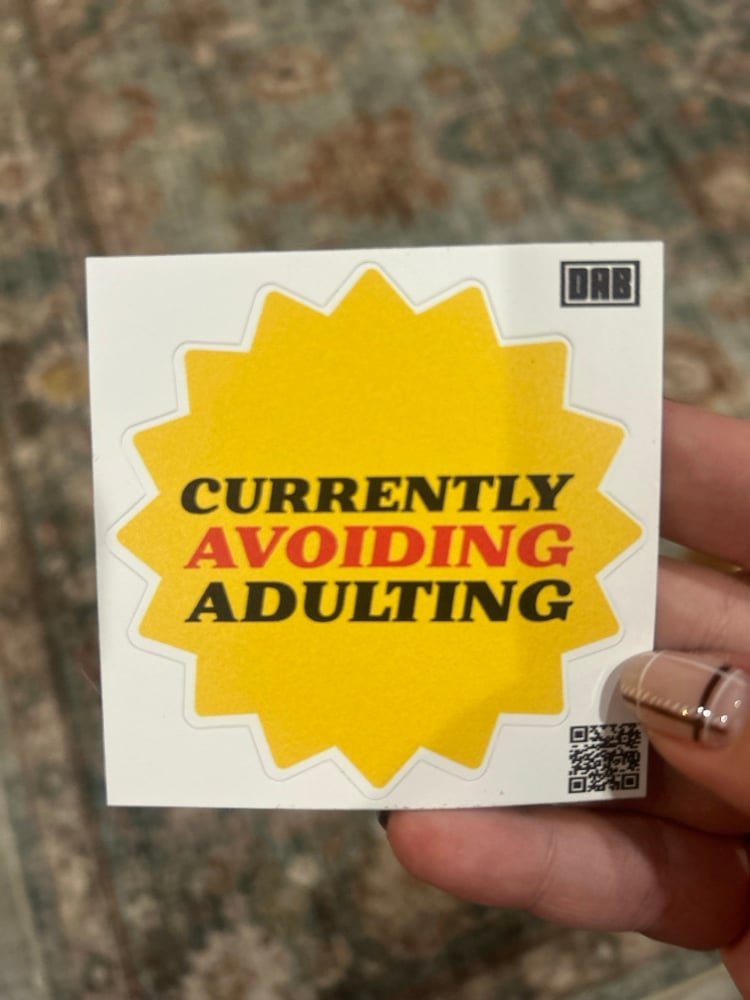 DAB
CURRENTLY
AVOIDING
ADULTING